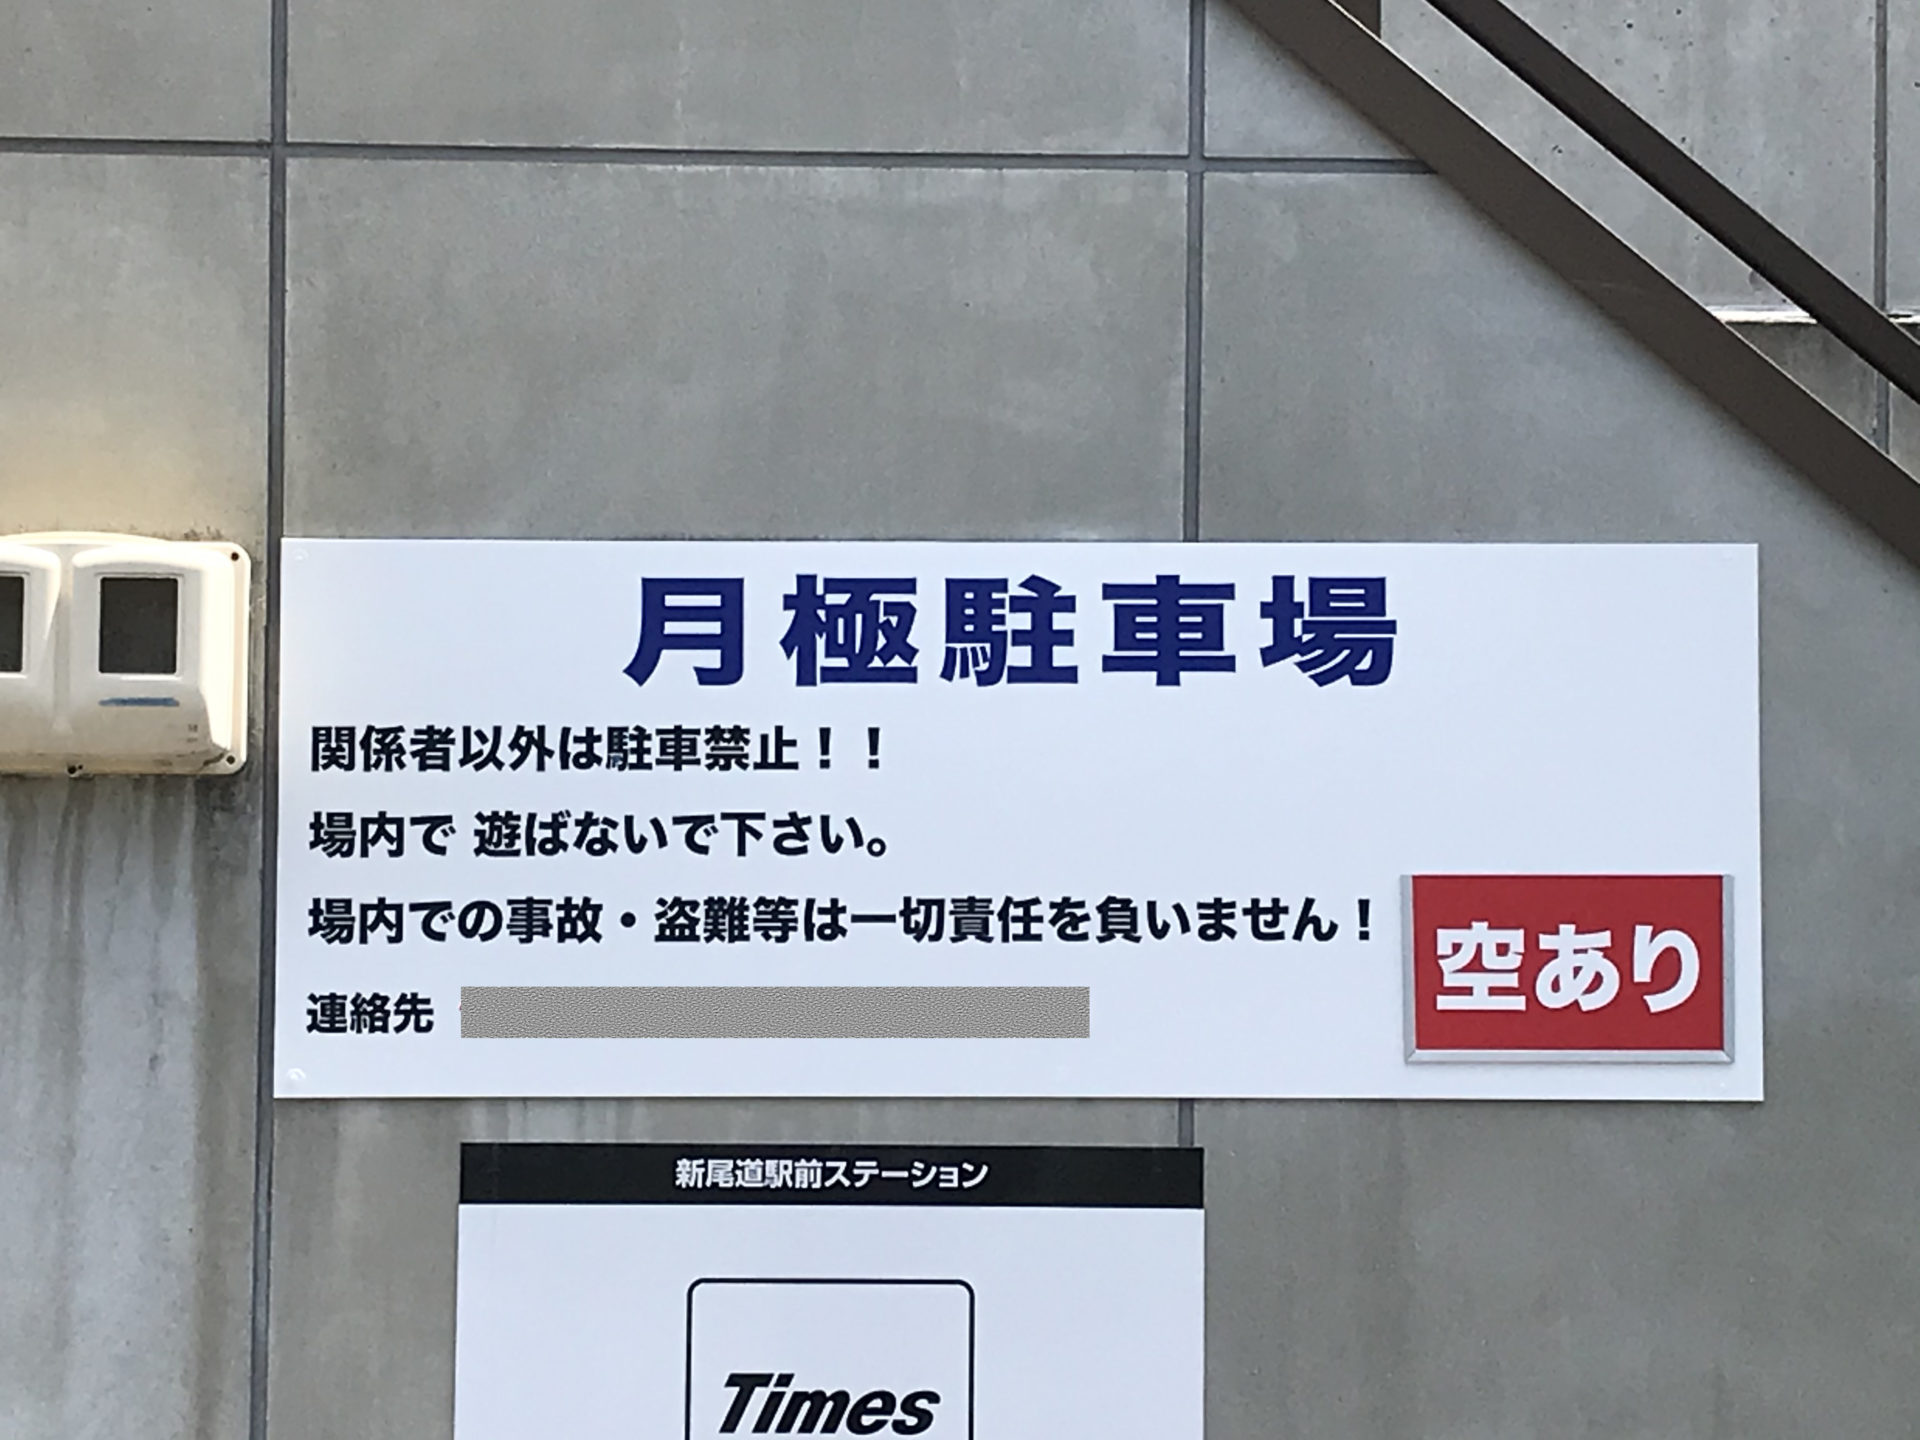 月極駐車場
関係者以外は駐車禁止！！
場内で 遊ばないで下さい。
場内での事故・盗難等は一切責任を負いません！
空あり
連絡先
新尾道駅前ステーション
Times